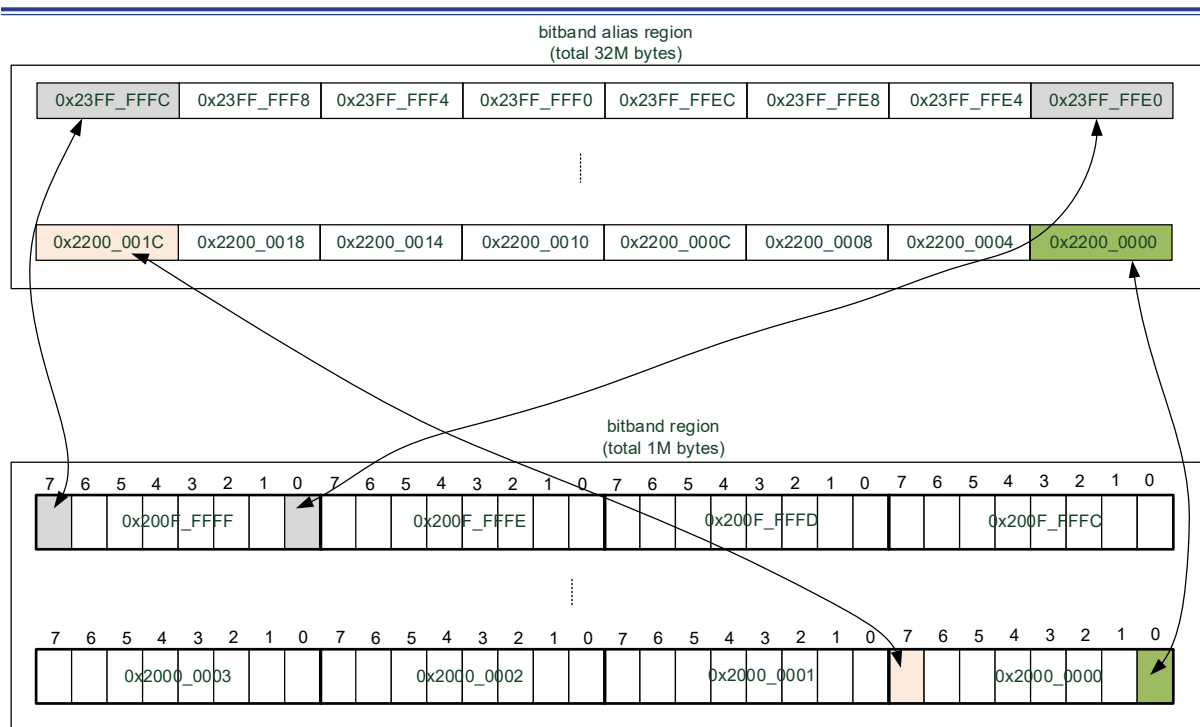 bitband alias region
(total 32M bytes)
0x23FF_FFFC 0x23FF_FFF8 0x23FF_FFF4 0x23FF_FFF0 0x23FF_FFEC 0x23FF_FFE8 0x23FF_FFE4 0x23FF_FFE0
0x2200_001C 0x2200_0018 0x2200_0014 0x2200_0010 0x2200_000C 0x2200_0008 0x2200_0004 0x2200_0000
bitband region
(total 1M bytes)
7 6 5 4 3 2 1 0 7 6 5 4 3 2 1 0 7 6 5 4 3 2 1 0 7 6 5 4 3 2 1 0
0x200F_FFFF 0x200F_FFFE 0x200F_FFFD 0x200F_FFFC
7 6 5 4 3 2 1 0 7 6 5 4 3 2 1 0 7 6 5 4 3 2 1 0 7 6 5 4 3 2 1 0
0x2000_0003 0x2000_0002 0x2000_0001 0x2000_0000